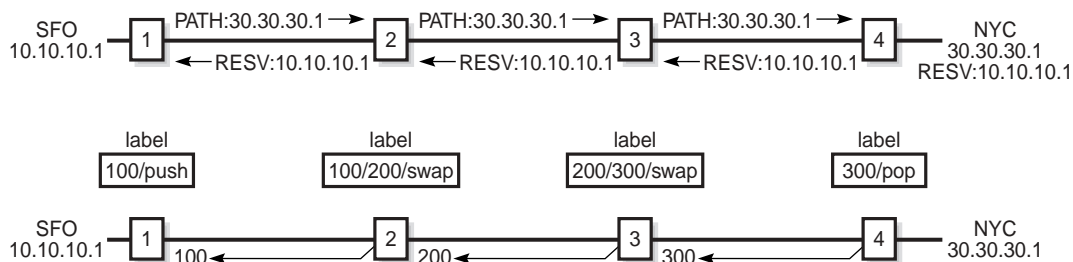 SFO
10.10.10.1
1
PATH:30.30.30.1
RESV:10.10.10.1
2
PATH:30.30.30.1
RESV:10.10.10.1
3
PATH:30.30.30.1
RESV:10.10.10.1
4
NYC
30.30.30.1
RESV:10.10.10.1
label
100/push
label
100/200/swap
label
200/300/swap
label
300/pop
SFO
10.10.10.1
1
100
2
200
3
300
4
NYC
30.30.30.1